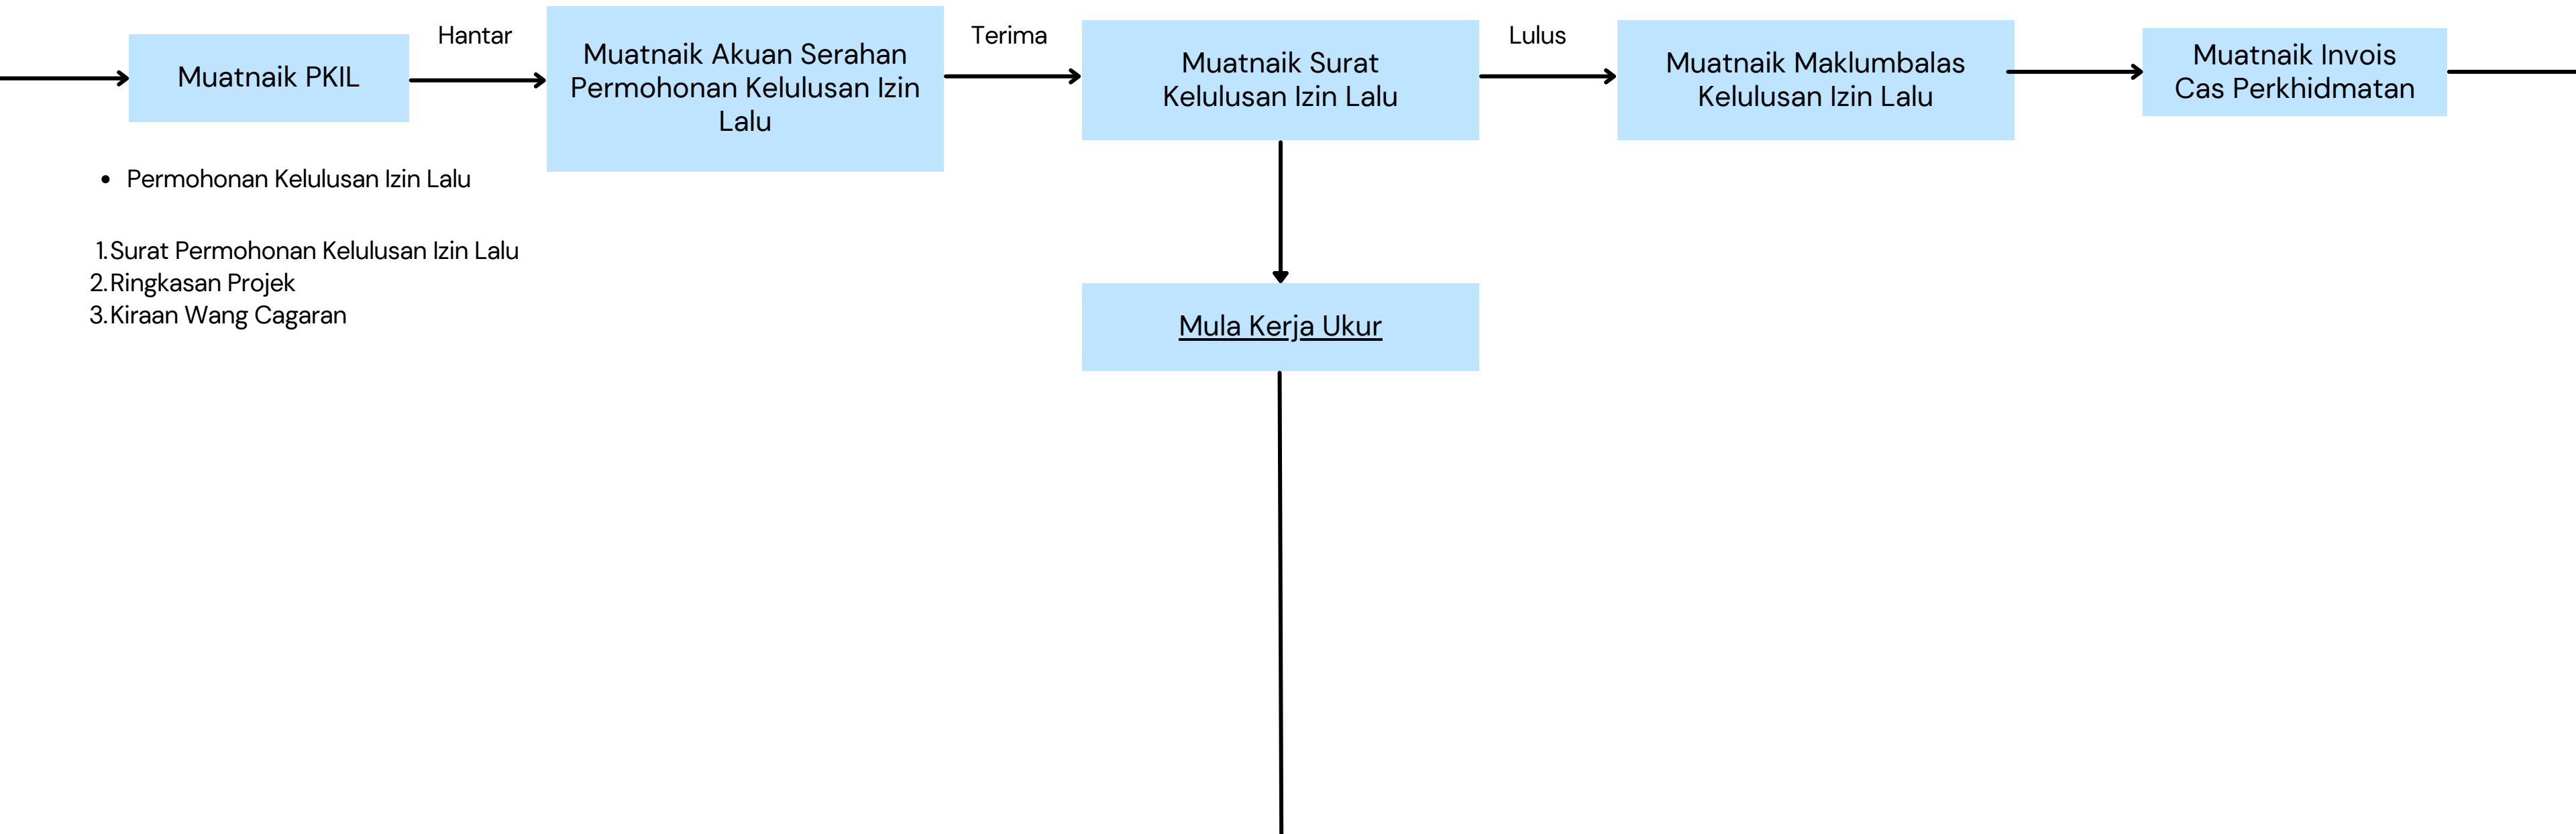 Muatnaik PKIL
Hantar
Muatnaik Akuan Serahan
Permohonan Kelulusan Izin
Lalu
Terima
Muatnaik Surat
Kelulusan Izin Lalu
Lulus
Muatnaik Maklumbalas
Kelulusan Izin Lalu
Muatnaik Invois
Cas Perkhidmatan
• Permohonan Kelulusan Izin Lalu
1. Surat Permohonan Kelulusan Izin Lalu
2. Ringkasan Projek
3. Kiraan Wang Cagaran
Mula Kerja Ukur